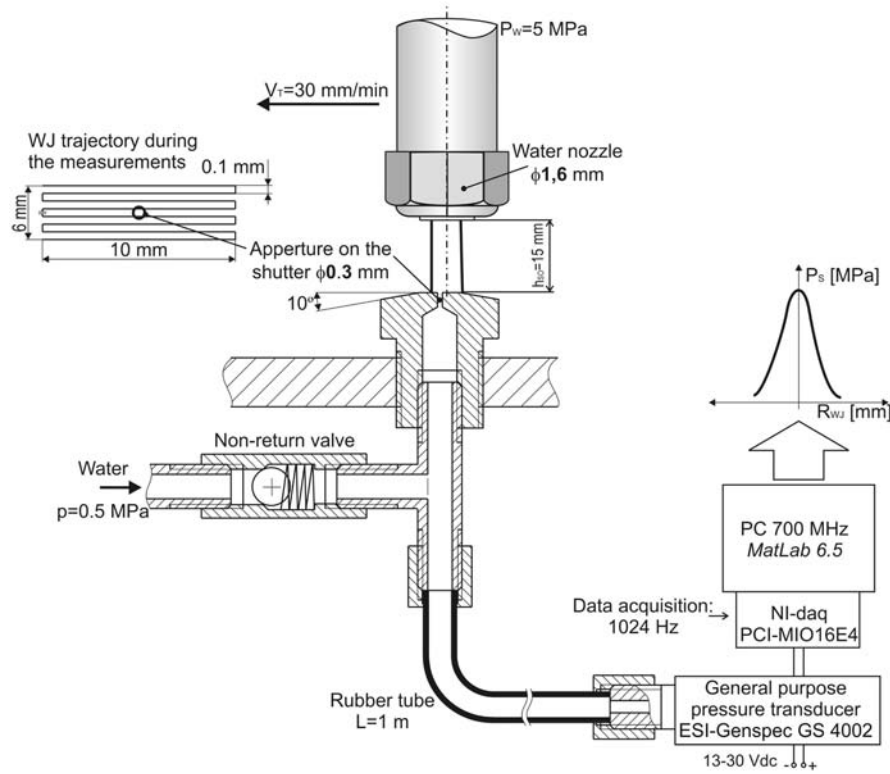 Pw=5 MPa
VT=30 mm/min
WJ trajectory during
the measurements
0.1 mm
Water nozzle
ϕ1,6 mm
6 mm
10 mm
Apperture on the
shutter ϕ0.3 mm
hso=15 mm
10º
Ps [MPa]
RWJ [mm]
Non-return valve
Water
p=0.5 MPa
PC 700 MHz
MatLab 6.5
Data acquisition:
1024 Hz
NI-daq
PCI-MIO16E4
Rubber tube
L=1 m
General purpose
pressure transducer
ESI-Genspec GS 4002
13-30 Vdc - +